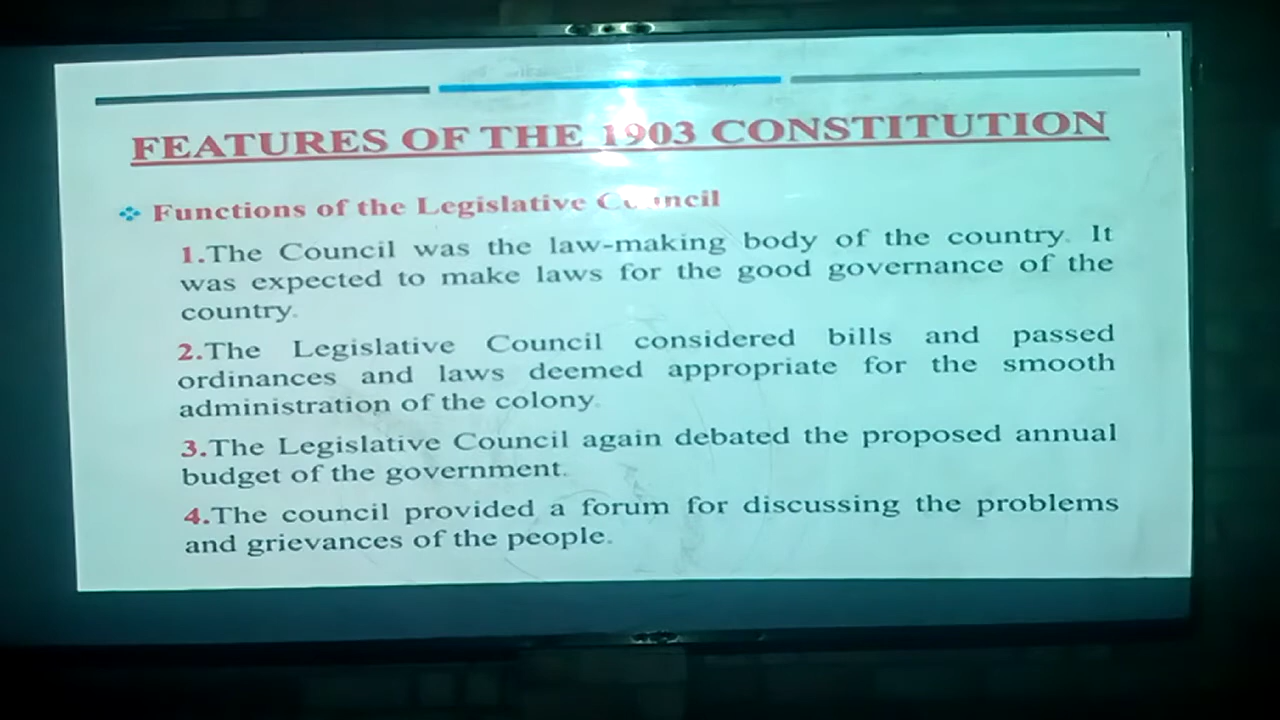 FEATURES OF THE 1903 CONSTITUTION
❖ Functions of the Legislative Council
1.The Council was the law-making body of the country. It
was expected to make laws for the good governance of the
country.
2.The Legislative Council considered bills and passed
ordinances and laws deemed appropriate for the smooth
administration of the colony.
3.The Legislative Council again debated the proposed annual
budget of the government.
4.The council provided a forum for discussing the problems
and grievances of the people.